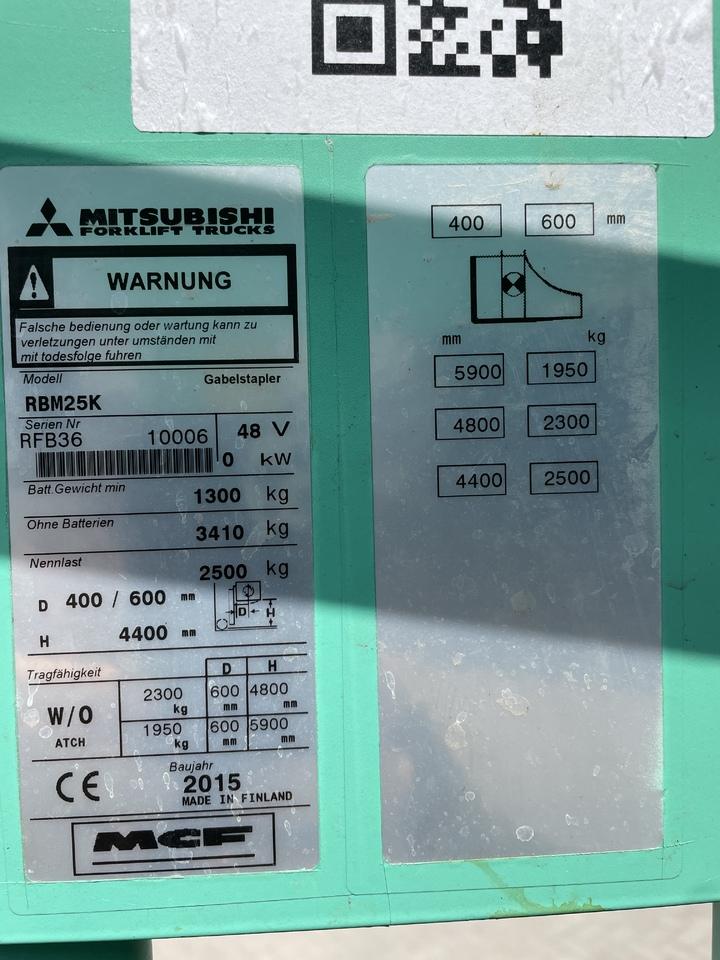 MITSUBISHI
FORKLIFT TRUCKS
WARNUNG
Falsche bedienung oder wartung kann zu
verletzungen unter umständen mit
mit todesfolge fuhren
Modell Gabelstapler
RBM25K
Serien Nr
RFB36 10006 48 V
0 kW
Batt.Gewicht min 1300 kg
Ohne Batterien 3410 kg
Nennlast 2500 kg
D 400 / 600 mm
D H
H 4400 mm
Tragfähigkeit D H
W/O ATCH 2300 kg 600 mm 4800 mm
1950 kg 600 mm 5900 mm
CE
Baujahr
2015
MADE IN FINLAND
MCF
400 600 mm
mm kg
5900 1950
4800 2300
4400 2500